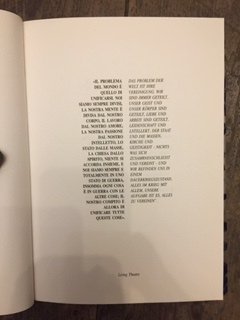 «IL PROBLEMA
DEL MONDO È
QUELLO DI
UNIFICARSI. NOI
SIAMO SEMPRE DIVISI,
LA NOSTRA MENTE È
DIVISA DAL NOSTRO
CORPO, IL LAVORO
DAL NOSTRO AMORE,
LA NOSTRA PASSIONE
DAL NOSTRO
INTELLETTO, LO
STATO DALLE MASSE,
LA CHIESA DALLO
SPIRITO, NIENTE SI
ACCORDA INSIEME, E
NOI SIAMO SEMPRE E
TOTALMENTE IN UNO
STATO DI GUERRA,
INSOMMA OGNI COSA
È IN GUERRA CON LE
ALTRE COSE; IL
NOSTRO COMPITO È
ALLORA DI
UNIFICARE TUTTE
QUESTE COSE».
DAS PROBLEM DER
WELT IST IHRE
VEREINIGUNG. WIR
SIND IMMER GETEILT,
UNSER GEIST UND
UNSER KÖRPER SIND
GETEILT, LIEBE UND
ARBEIT SIND GETEILT,
LEIDENSCHAFT UND
INTELLEKT, DER STAAT
UND DIE MASSEN,
KIRCHE UND
GEISTIGKEIT - NICHTS
WAS SICH
ZUSAMMENSCHLIESST
UND VEREINT - UND
WIR BEFINDEN UNS IN
EINEM
DAUERKRIEGSZUSTAND.
ALLES IM KRIEG MIT
ALLEM. UNSERE
AUFGABE IST ES, ALLES
ZU VEREINEN".
Living Theatre